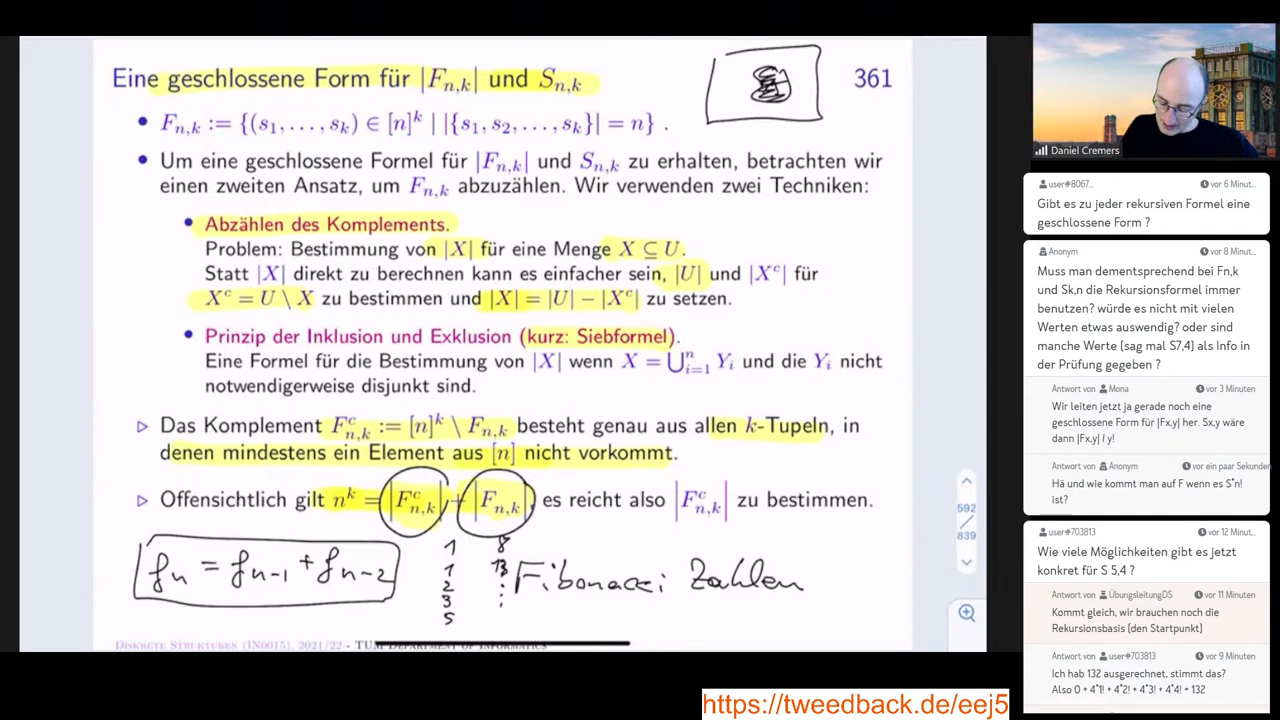 Eine geschlossene Form für |F_{n,k}| und S_{n,k}
361
• F_{n,k} := {(s_1, . . . , s_k) ∈ [n]^k | |{s_1, s_2, . . . , s_k}| = n} .
• Um eine geschlossene Formel für |F_{n,k}| und S_{n,k} zu erhalten, betrachten wir
einen zweiten Ansatz, um F_{n,k} abzuzählen. Wir verwenden zwei Techniken:
• Abzählen des Komplements.
Problem: Bestimmung von |X| für eine Menge X ⊆ U.
Statt |X| direkt zu berechnen kann es einfacher sein, |U| und |X^c| für
X^c = U \ X zu bestimmen und |X| = |U| − |X^c| zu setzen.
• Prinzip der Inklusion und Exklusion (kurz: Siebformel).
Eine Formel für die Bestimmung von |X| wenn X = ⋃_{i=1}^n Y_i und die Y_i nicht
notwendigerweise disjunkt sind.
▷ Das Komplement F^c_{n,k} := [n]^k \ F_{n,k} besteht genau aus allen k-Tupeln, in
denen mindestens ein Element aus [n] nicht vorkommt.
▷ Offensichtlich gilt n^k = |F^c_{n,k}| + |F_{n,k}|, es reicht also |F^c_{n,k}| zu bestimmen.
f_n = f_{n-1} + f_{n-2}
1
1
2
3
5
8
13
⋮
Fibonacci Zahlen
DISKRETE STRUKTUREN (IN0015), 2021/22 - TUM DEPARTMENT OF INFORMATICS
592
/
839
Daniel Cremers
user#8067... vor 6 Minut...
Gibt es zu jeder rekursiven Formel eine
geschlossene Form ?
Anonym vor 8 Minut...
Muss man dementsprechend bei Fn,k
und Sk,n die Rekursionsformel immer
benutzen? würde es nicht mit vielen
Werten etwas auswendig? oder sind
manche Werte (sag mal S7,4) als Info in
der Prüfung gegeben ?
Antwort von Mona vor 3 Minuten
Wir leiten jetzt ja gerade noch eine
geschlossene Form für |Fx,y| her. Sx,y wäre
dann |Fx,y| / y!
Antwort von Anonym vor ein paar Sekunden
Hä und wie kommt man auf F wenn es S*n!
ist?
user#703813 vor 12 Minut...
Wie viele Möglichkeiten gibt es jetzt
konkret für S 5,4 ?
Antwort von ÜbungsleitungDS vor 11 Minuten
Kommt gleich, wir brauchen noch die
Rekursionsbasis (den Startpunkt)
Antwort von user#703813 vor 9 Minuten
Ich hab 132 ausgerechnet, stimmt das?
Also 0 + 4*1! + 4*2! + 4*3! + 4*4! = 132
https://tweedback.de/eej5